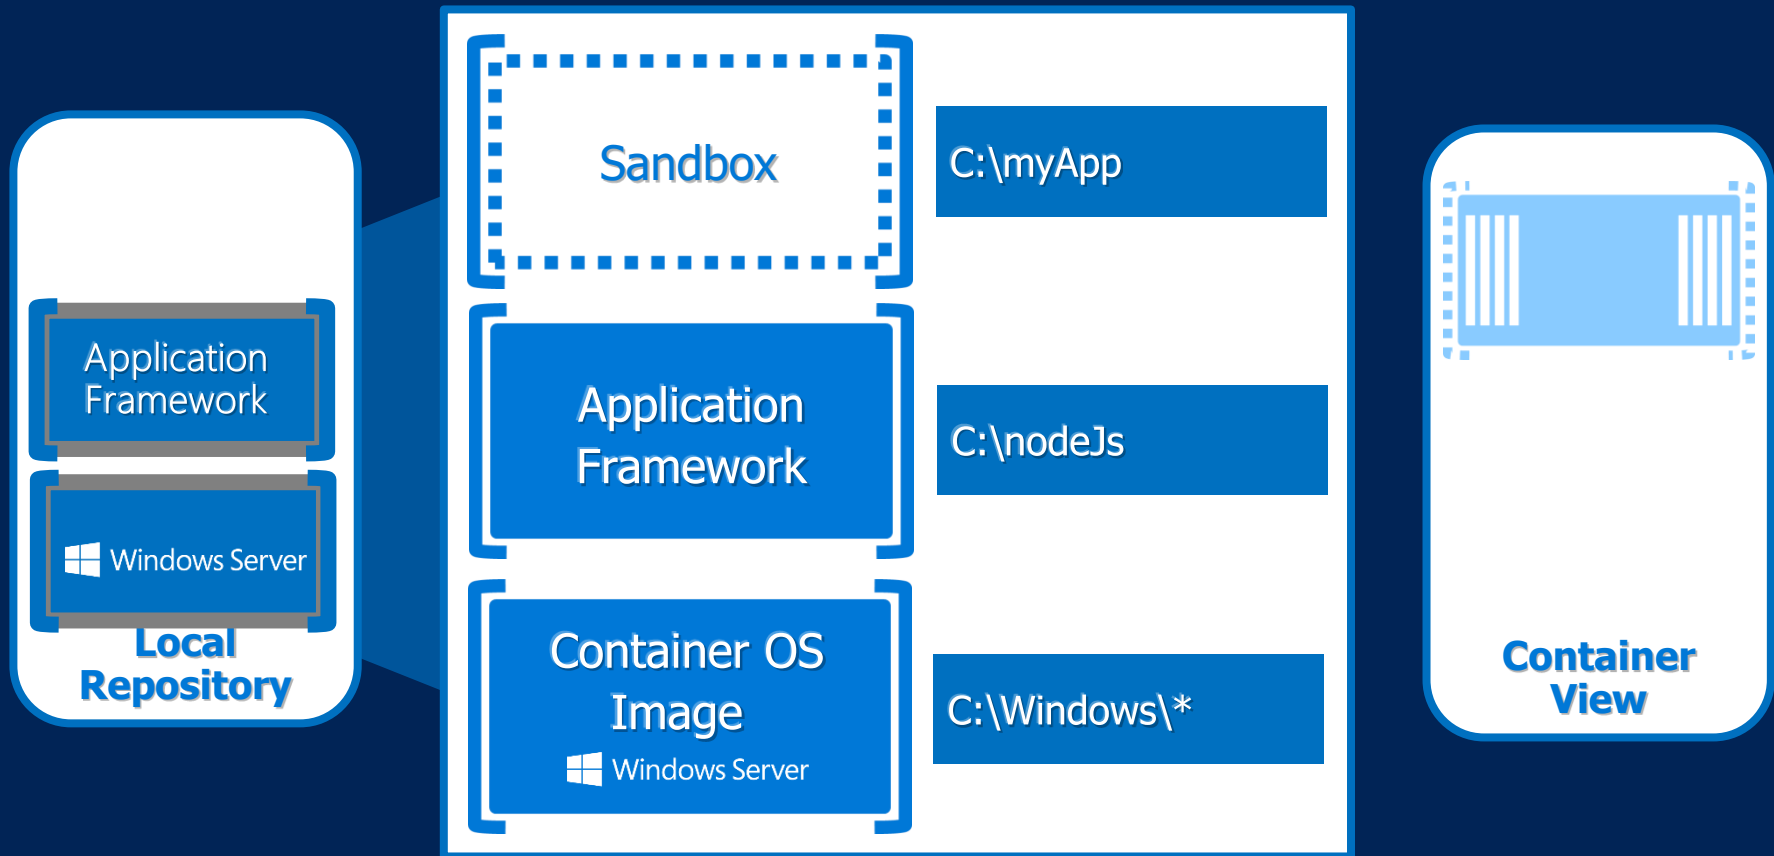 Application
Framework
Windows Server
Local
Repository
Sandbox
C:\myApp
Application
Framework
C:\nodeJs
Container OS
Image
Windows Server
C:\Windows\*
Container
View